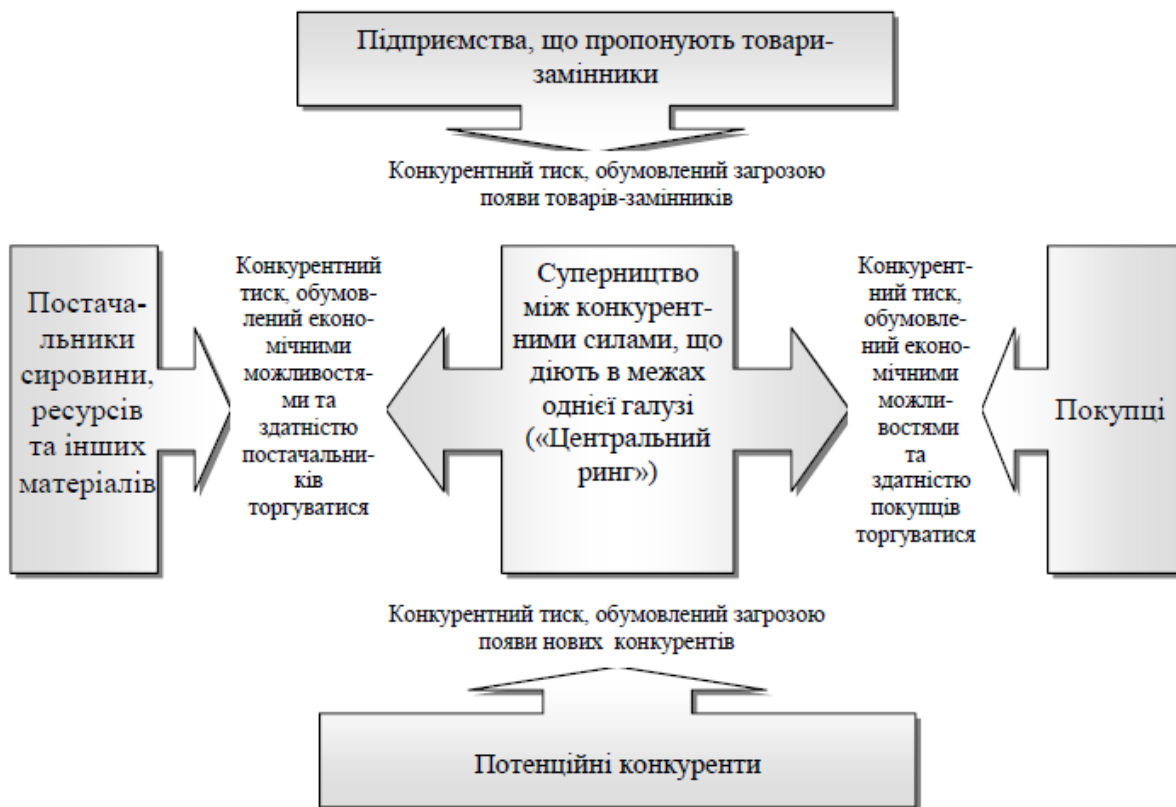 Підприємства, що пропонують товари-
замінники
Конкурентний тиск, обумовлений загрозою
появи товарів-замінників
Постача-
льники
сировини,
ресурсів
та інших
матеріалів
Конкурентний
тиск, обумов-
лений еконо-
мічними
можливостя-
ми та
здатністю
постачальни-
ків
торгуватися
Суперництво
між конкурент-
ними силами, що
діють в межах
однієї галузі
(«Центральний
ринг»)
Конкурент-
ний тиск,
обумовле-
ний еконо-
мічними
можли-
востями
та
здатністю
покупців
торгуватися
Покупці
Конкурентний тиск, обумовлений загрозою
появи нових конкурентів
Потенційні конкуренти